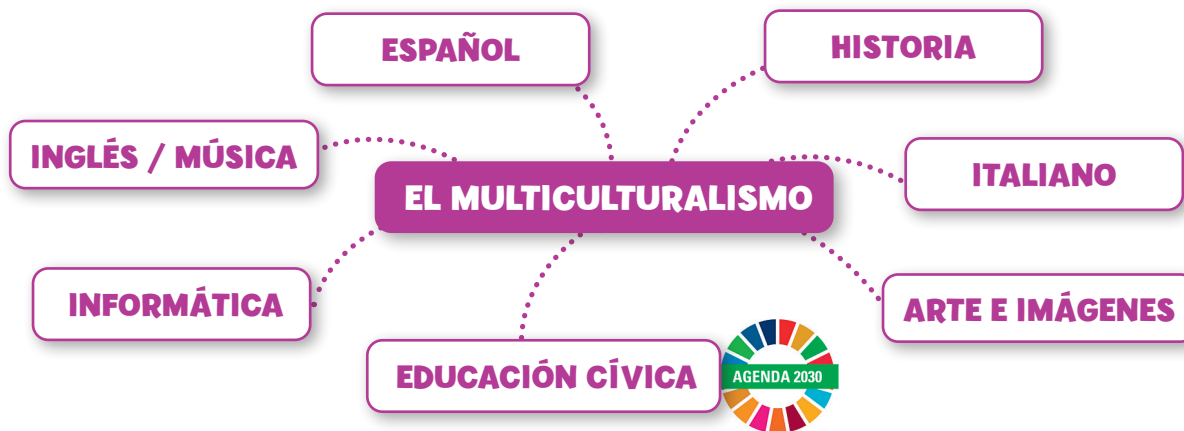 ESPAÑOL
HISTORIA
INGLÉS / MÚSICA
ITALIANO
EL MULTICULTURALISMO
INFORMÁTICA
ARTE E IMÁGENES
EDUCACIÓN CÍVICA
AGENDA 2030